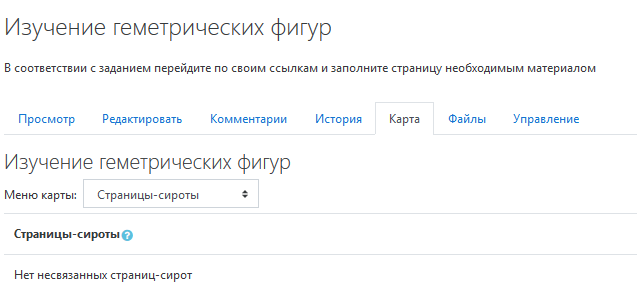 Изучение геметрических фигур
В соответствии с заданием перейдите по своим ссылкам и заполните страницу необходимым материалом
Просмотр Редактировать Комментарии История Карта Файлы Управление
Изучение геметрических фигур
Меню карты: Страницы-сироты
Страницы-сироты ?
Нет несвязанных страниц-сирот